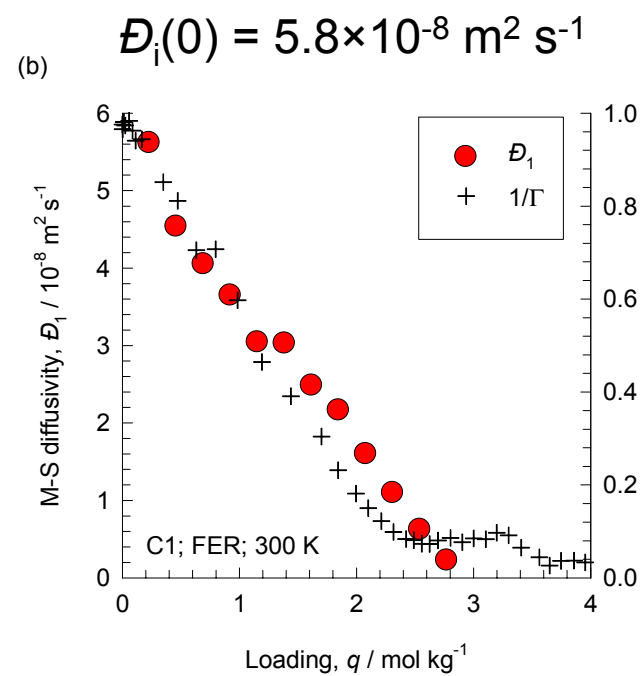 Đi(0) = 5.8×10-8 m2 s-1
(b)
6
5
4
3
2
1
0
1.0
0.8
0.6
0.4
0.2
0.0
Đ1
1/Γ
M-S diffusivity, Đ1 / 10-8 m2 s-1
C1; FER; 300 K
0 1 2 3 4
Loading, q / mol kg-1